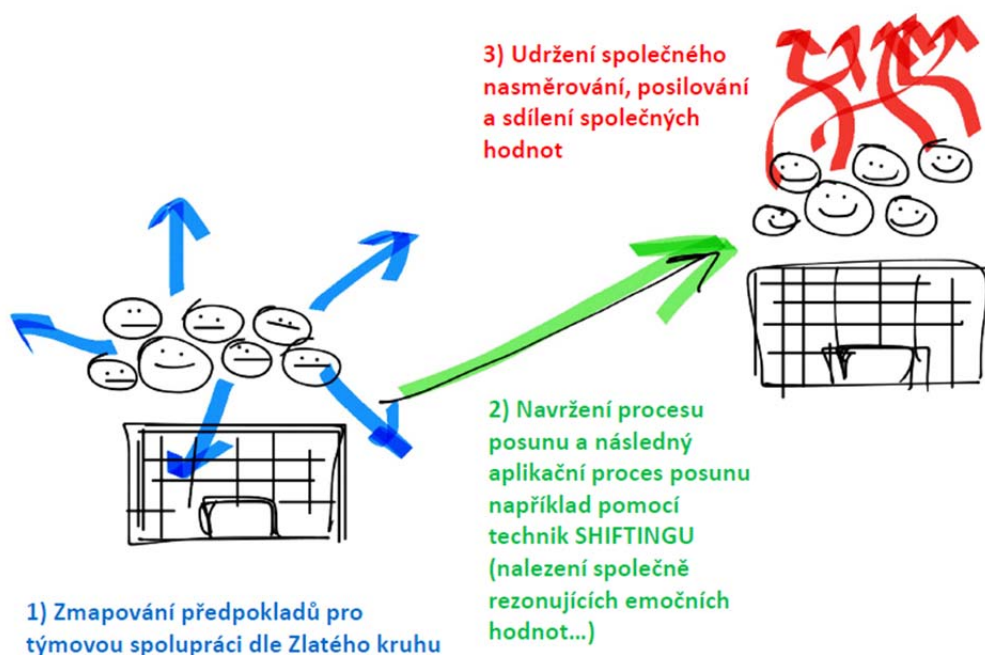 1) Zmapování předpokladů pro
týmovou spolupráci dle Zlatého kruhu
2) Navržení procesu
posunu a následný
aplikační proces posunu
například pomocí
technik SHIFTINGU
(nalezení společně
rezonujících emočních
hodnot...)
3) Udržení společného
nasměrování, posilování
a sdílení společných
hodnot